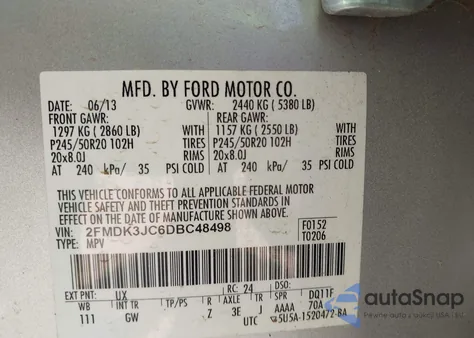 MFD. BY FORD MOTOR CO.
DATE: 06/13 GVWR: 2440 KG ( 5380 LB)
FRONT GAWR: REAR GAWR:
1297 KG ( 2860 LB) WITH 1157 KG ( 2550 LB) WITH
P245/50R20 102H TIRES P245/50R20 102H TIRES
20x8.0J RIMS 20x8.0J RIMS
AT 240 kPa/ 35 PSI COLD AT 240 kPa/ 35 PSI COLD
THIS VEHICLE CONFORMS TO ALL APPLICABLE FEDERAL MOTOR
VEHICLE SAFETY AND THEFT PREVENTION STANDARDS IN
EFFECT ON THE DATE OF MANUFACTURE SHOWN ABOVE.
VIN: 2FMDK3JC6DBC48498 F0152
TYPE: MPV T0206
EXT PNT: UX RC: 24 DQ11F
WB INT TR TP/PS R AXLE TR SPR AAAA 70A
111 GW Z 3E J
UTC 5U5A-1520472-BA
autoSnap